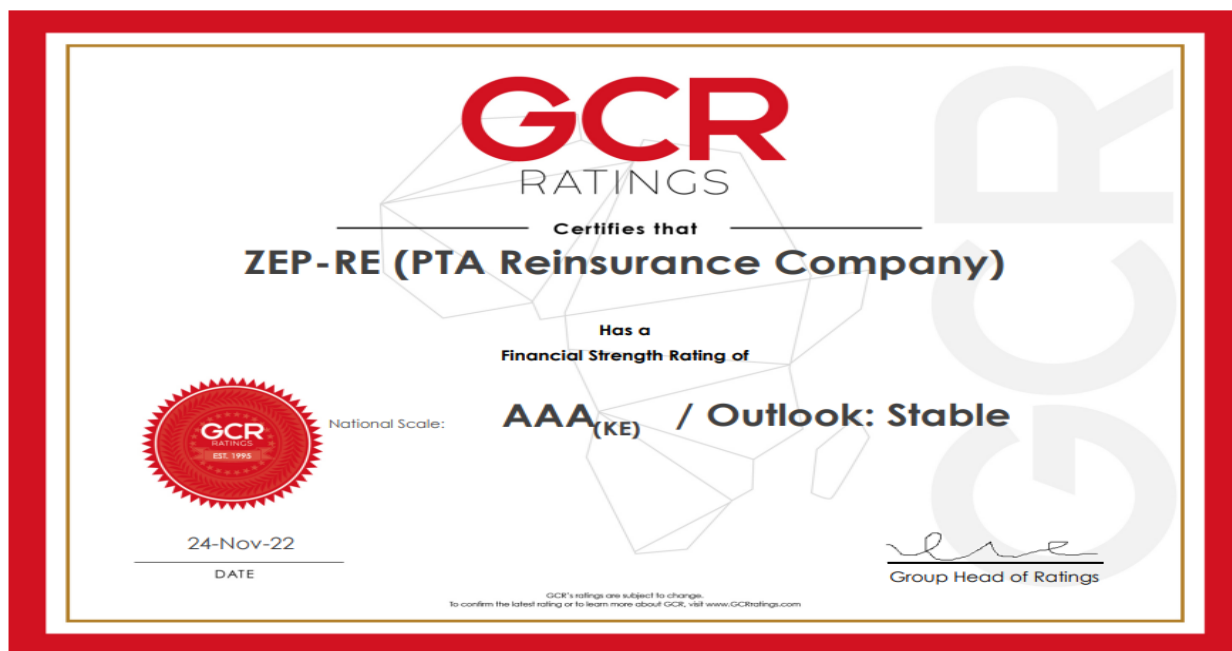 GCR
RATINGS
Certifies that
ZEP-RE (PTA Reinsurance Company)
Has a
Financial Strength Rating of
National Scale:
AAA(KE) / Outlook: Stable
GCR
RATINGS
EST. 1995
24-Nov-22
DATE
Group Head of Ratings
GCR's ratings are subject to change.
To confirm the latest rating or to learn more about GCR, visit www.GCRratings.com
GCR